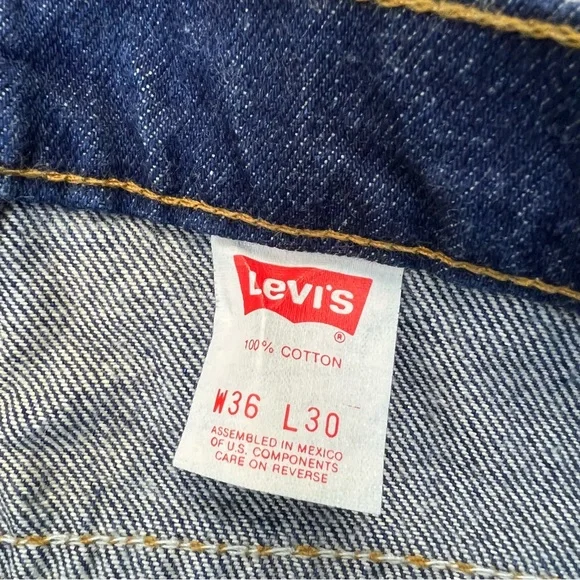 Levi's
®
100% COTTON
W36 L30
ASSEMBLED IN MEXICO
OF U.S. COMPONENTS
CARE ON REVERSE